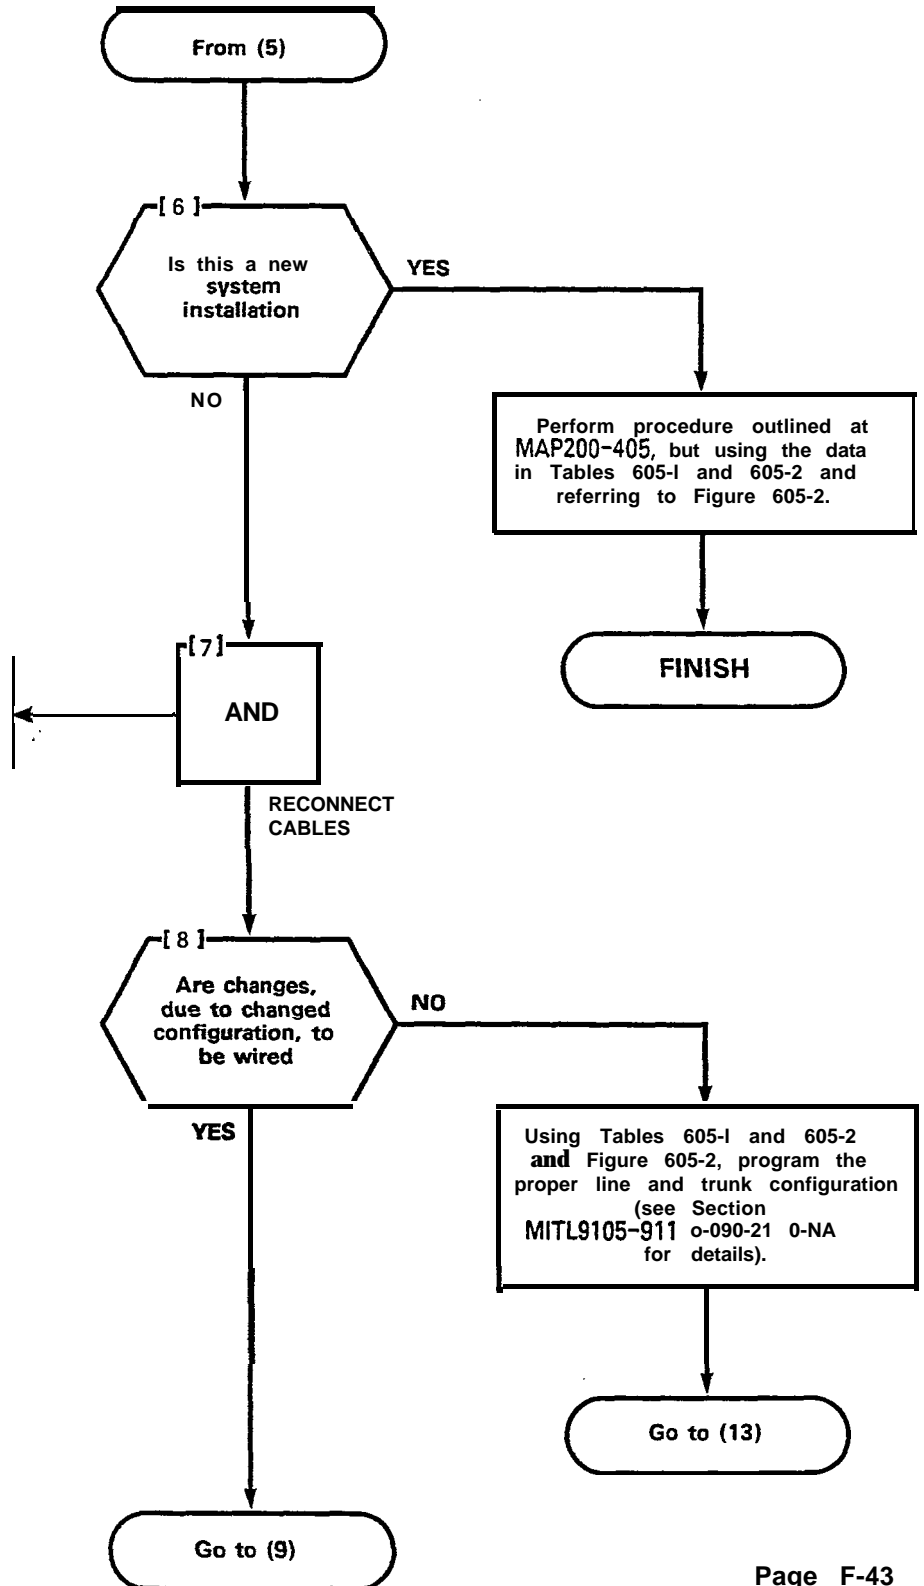 From (5)
[ 6 ]
Is this a new
system
installation
YES
NO
Perform procedure outlined at
MAP200-405, but using the data
in Tables 605-I and 605-2 and
referring to Figure 605-2.
FINISH
[7]
AND
RECONNECT
CABLES
[ 8 ]
Are changes,
due to changed
configuration, to
be wired
NO
YES
Using Tables 605-I and 605-2
and Figure 605-2, program the
proper line and trunk configuration
(see Section
MITL9105-911 o-090-21 0-NA
for details).
Go to (13)
Go to (9)
Page F-43